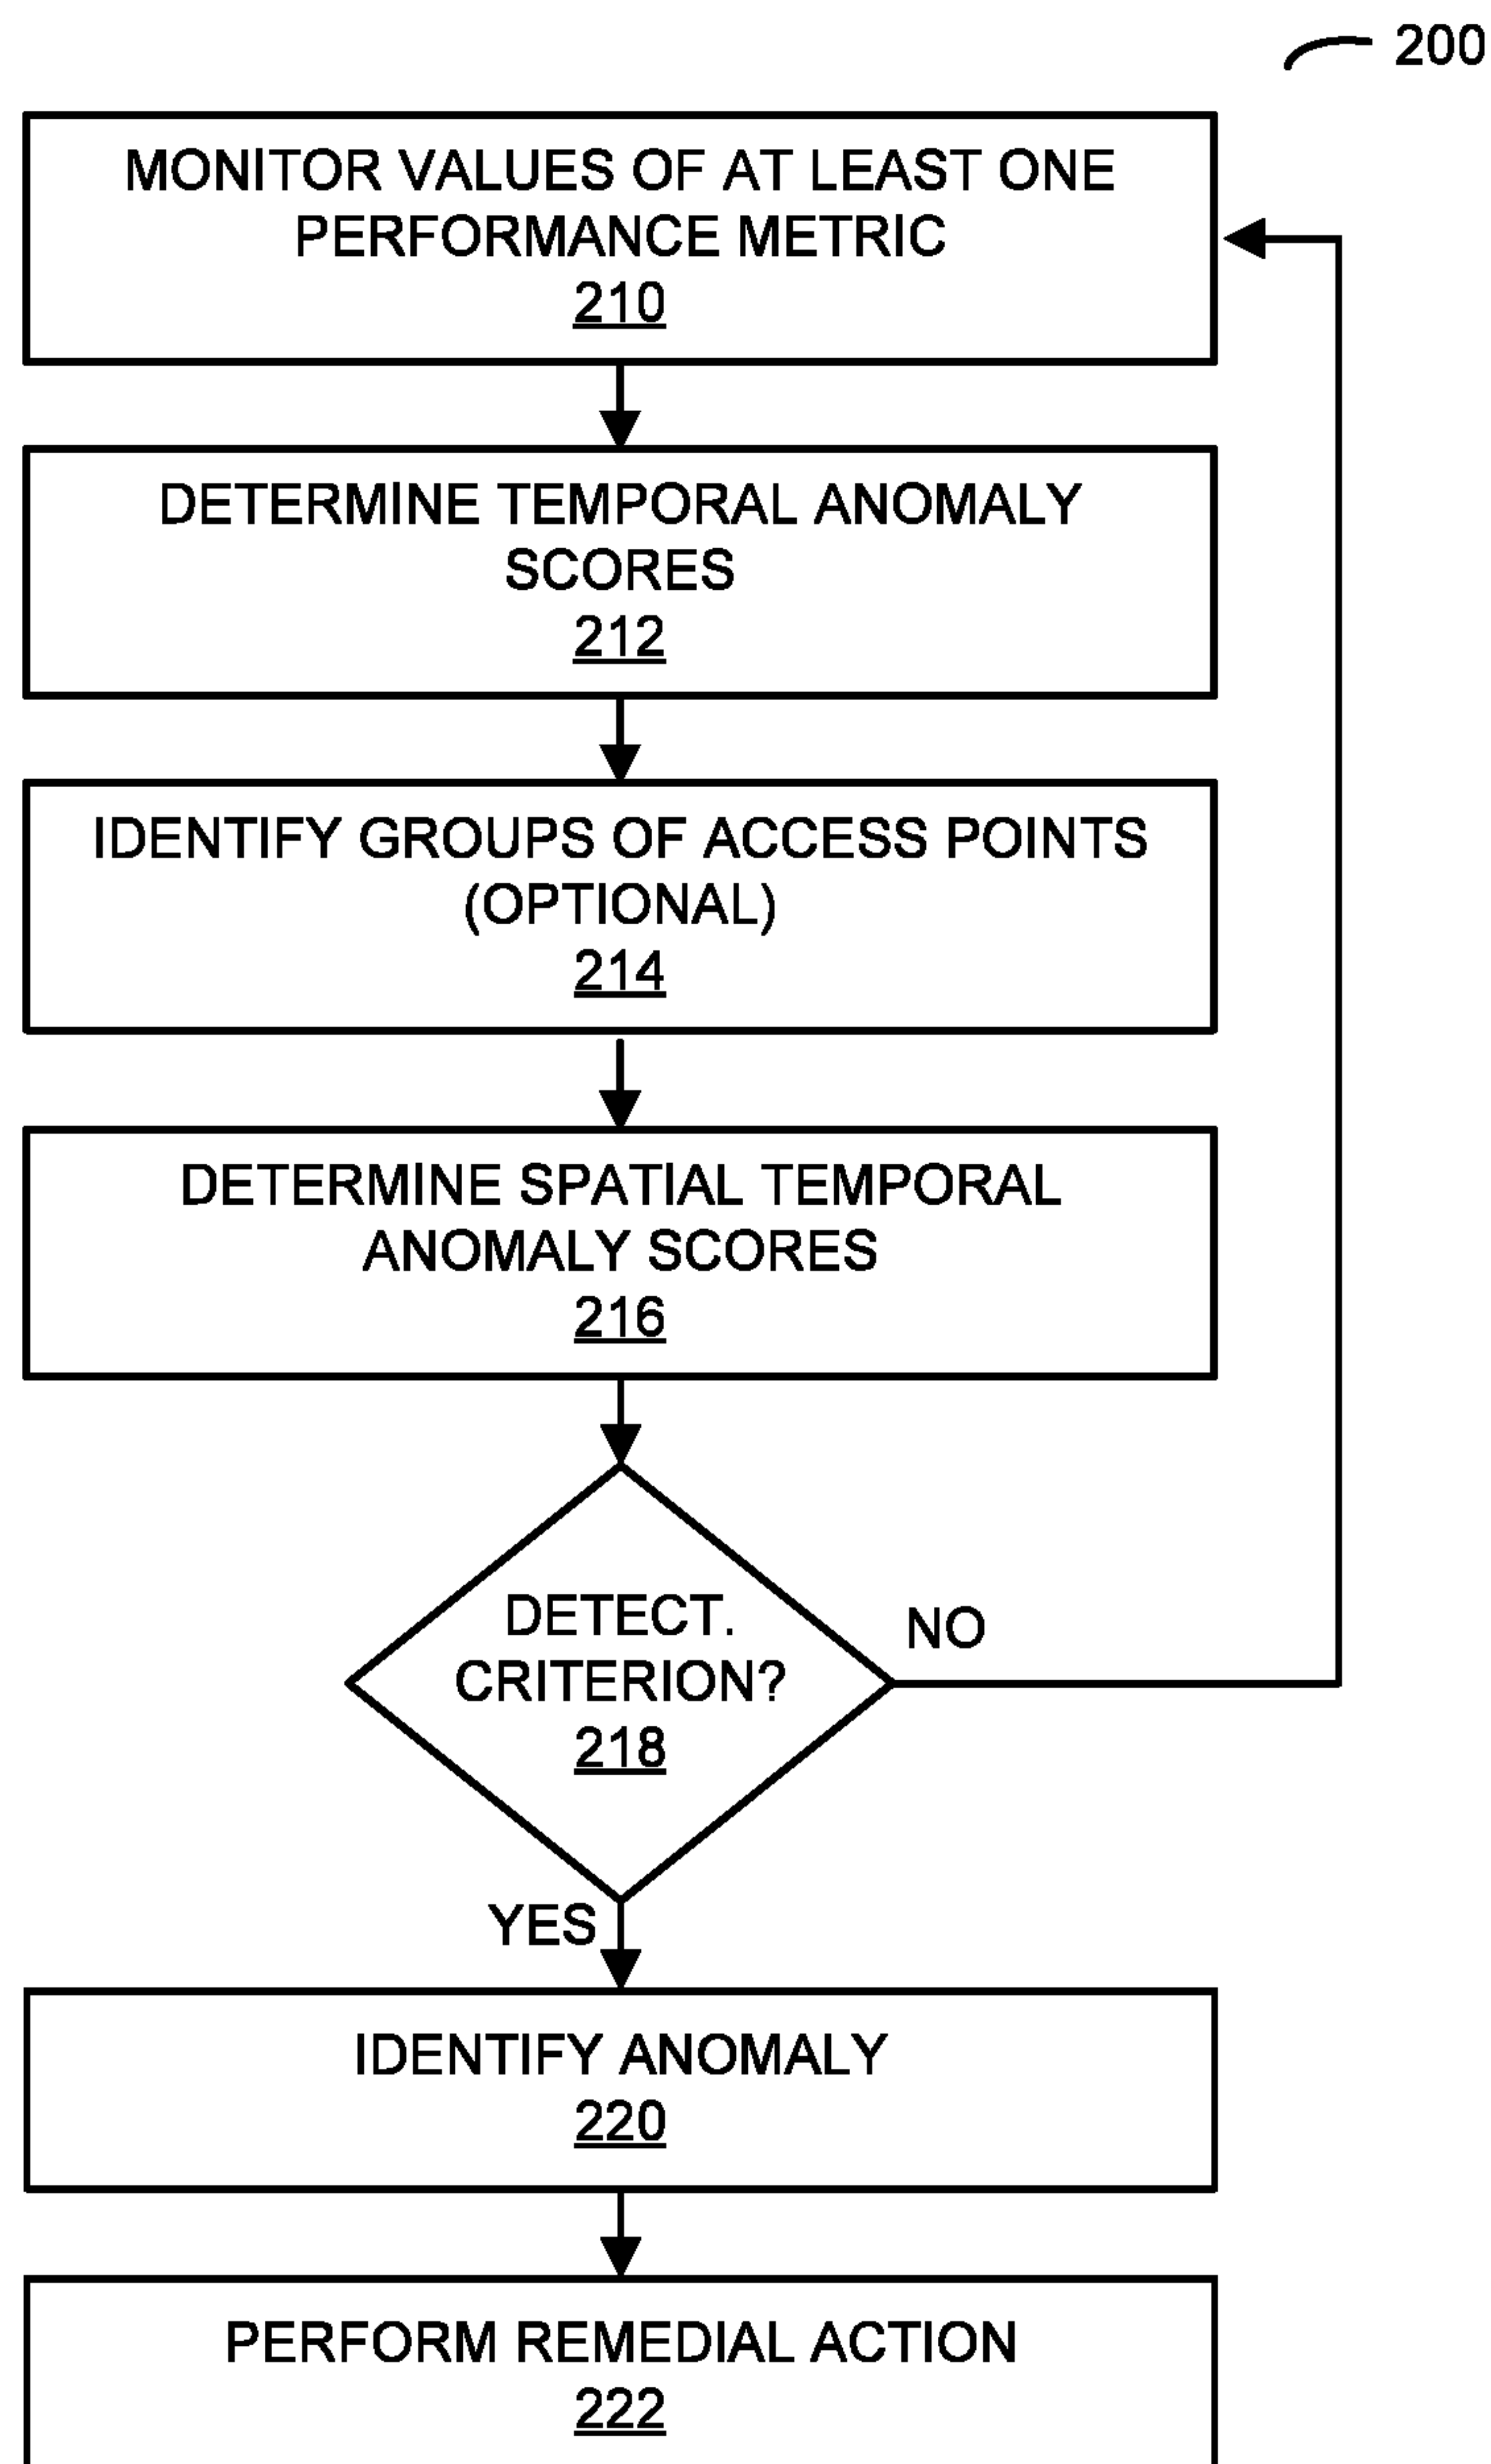 200
MONITOR VALUES OF AT LEAST ONE
PERFORMANCE METRIC
210
DETERMINE TEMPORAL ANOMALY
SCORES
212
IDENTIFY GROUPS OF ACCESS POINTS
(OPTIONAL)
214
DETERMINE SPATIAL TEMPORAL
ANOMALY SCORES
216
DETECT.
CRITERION?
218
NO
YES
IDENTIFY ANOMALY
220
PERFORM REMEDIAL ACTION
222